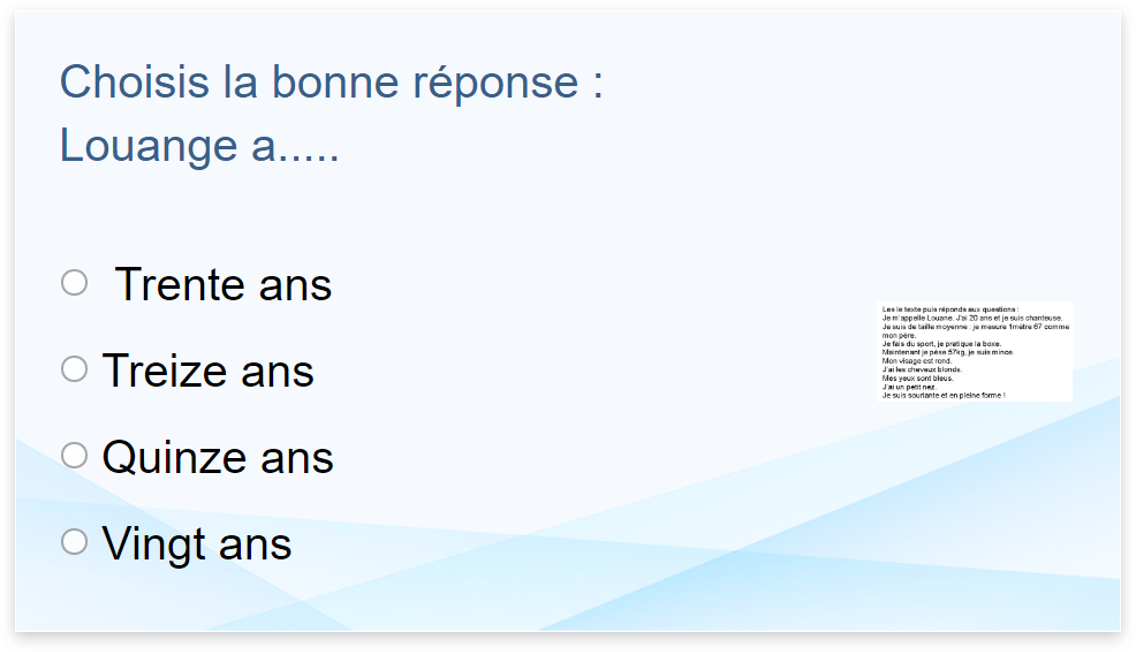 Choisis la bonne réponse :
Louange a.....
Trente ans
Treize ans
Quinze ans
Vingt ans
Les le texte puis réponds aux questions :
Je m'appelle Louane. J'ai 20 ans et je suis chanteuse.
Je suis de taille moyenne : je mesure 1mètre 67 comme
mon père.
Je fais du sport, je pratique la boxe.
Maintenant je pèse 57kg, je suis mince.
Mon visage est rond.
J'ai les cheveux blonds.
Mes yeux sont bleus.
J'ai un petit nez.
Je suis souriante et en pleine forme !